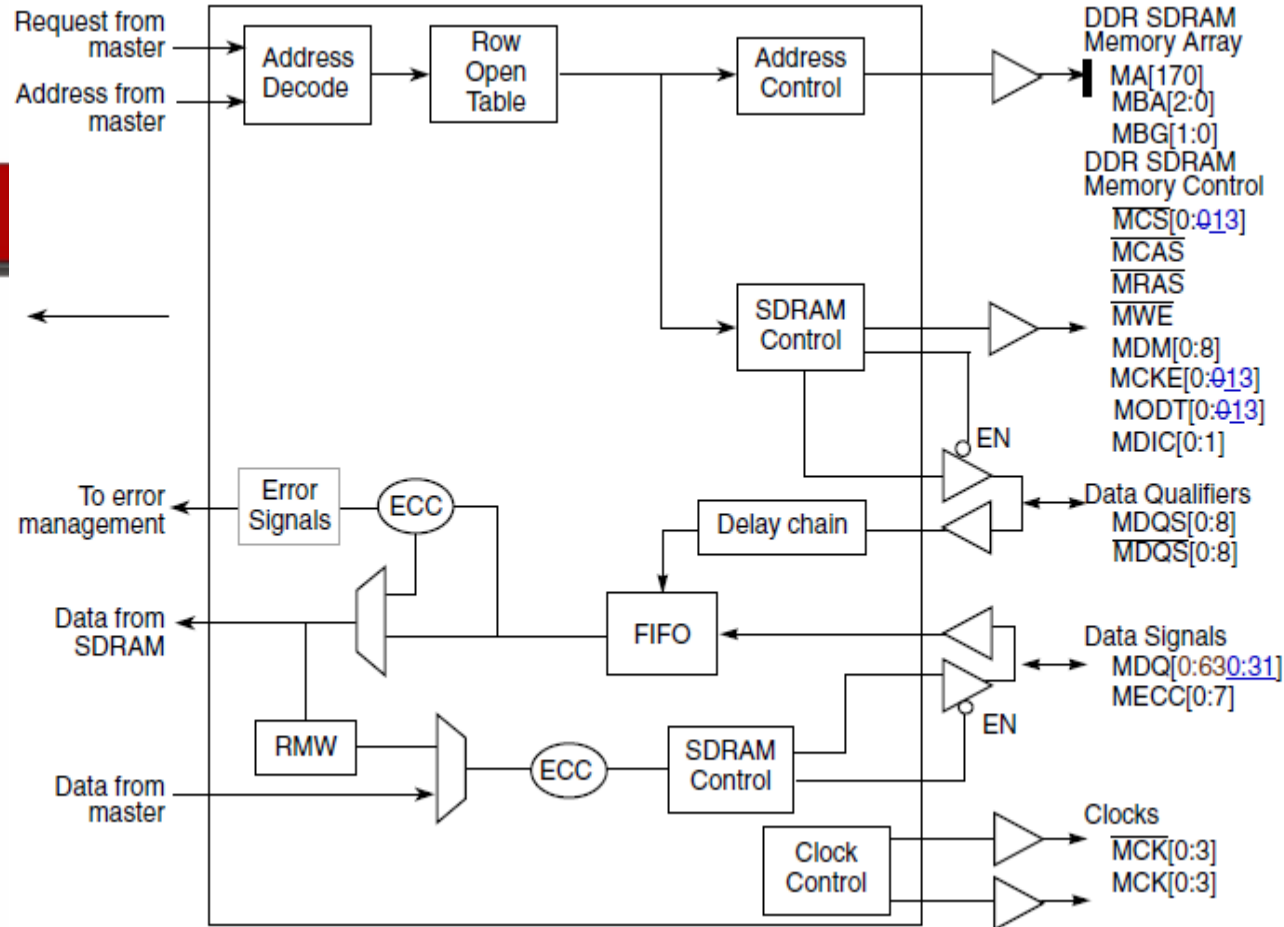 Request from
master
Address from
master
Address
Decode
Row
Open
Table
Address
Control
DDR SDRAM
Memory Array
MA[170]
MBA[2:0]
MBG[1:0]
DDR SDRAM
Memory Control
MCS[0:013]
MCAS
MRAS
MWE
MDM[0:8]
MCKE[0:013]
MODT[0:013]
MDIC[0:1]
SDRAM
Control
EN
To error
management
Error
Signals
ECC
Delay chain
Data Qualifiers
MDQS[0:8]
MDQS[0:8]
Data from
SDRAM
FIFO
Data Signals
MDQ[0:630:31]
MECC[0:7]
EN
RMW
ECC
SDRAM
Control
Data from
master
Clock
Control
Clocks
MCK[0:3]
MCK[0:3]